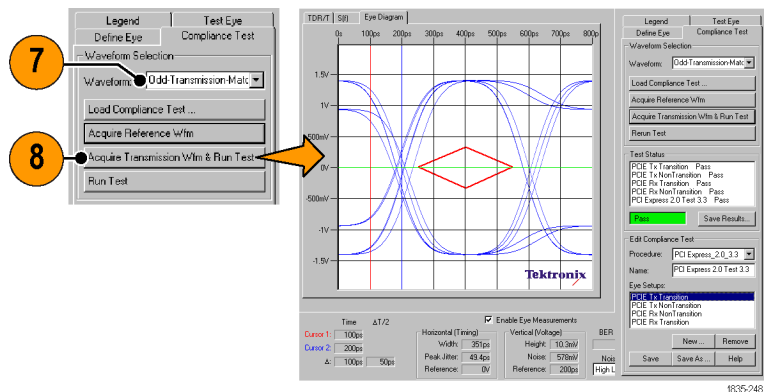 Legend
Test Eye
Define Eye
Compliance Test
Waveform Selection
7
Waveform:
Odd-Transmission-Matc
Load Compliance Test ...
Acquire Reference Wfm
8
Acquire Transmission Wfm & Run Test
Run Test
TDR/T
S(f)
Eye Diagram
0s 100ps 200ps 300ps 400ps 500ps 600ps 700ps 800p
1.5V
1V
500mV
0V
-500mV
-1V
-1.5V
Tektronix
Time ΔT/2
Cursor 1: 100ps
Cursor 2: 200ps
Δ: 100ps 50ps
Enable Eye Measurements
Horizontal (Timing)
Width: 351ps
Peak Jitter: 49.4ps
Reference: 0V
Vertical (Voltage)
Height: 10.3mV
Noise: 578mV
Reference: 200ps
BER
Nois
High L
Legend
Test Eye
Define Eye
Compliance Test
Waveform Selection
Waveform:
Odd-Transmission-Matc
Load Compliance Test ...
Acquire Reference Wfm
Acquire Transmission Wfm & Run Test
Rerun Test
Test Status
PCIE Tx Transition Pass
PCIE Tx NonTransition Pass
PCIE Rx Transition Pass
PCIE Rx NonTransition Pass
PCI Express 2.0 Test 3.3 Pass
Pass
Save Results...
Edit Compliance Test
Procedure: PCI Express_2.0_3.3
Name: PCI Express 2.0 Test 3.3
Eye Setups:
PCIE Tx Transition
PCIE Tx NonTransition
PCIE Rx NonTransition
PCIE Rx Transition
New ...
Remove
Save
Save As ...
Help
1835-248